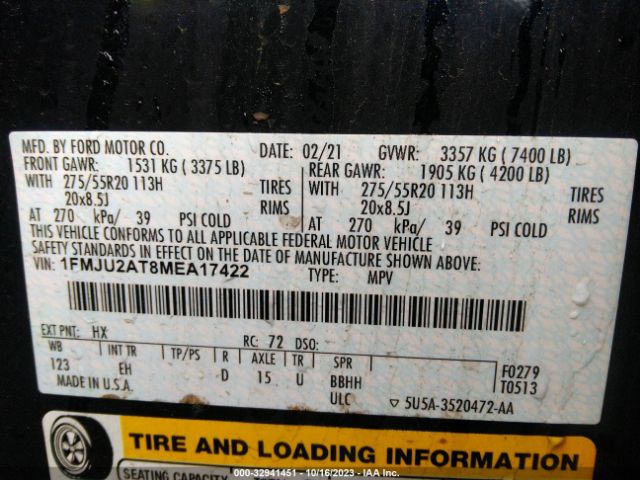 MFD. BY FORD MOTOR CO. DATE: 02/21 GVWR: 3357 KG ( 7400 LB)
FRONT GAWR: 1531 KG ( 3375 LB) REAR GAWR: 1905 KG ( 4200 LB)
WITH 275/55R20 113H TIRES WITH 275/55R20 113H TIRES
20x8.5J RIMS 20x8.5J RIMS
AT 270 kPa/ 39 PSI COLD AT 270 kPa/ 39 PSI COLD
THIS VEHICLE CONFORMS TO ALL APPLICABLE FEDERAL MOTOR VEHICLE
SAFETY STANDARDS IN EFFECT ON THE DATE OF MANUFACTURE SHOWN ABOVE.
VIN: 1FMJU2AT8MEA17422 TYPE: MPV
EXT PNT: HX RC: 72 DSO:
WB INT TR TP/PS R AXLE TR SPR F0279
123 EH D 15 U BBHH T0513
MADE IN U.S.A. ULC 5U5A-3520472-AA
TIRE AND LOADING INFORMATION
SEATING CAPACITY
000-32941451 - 10/16/2023 - IAA Inc.